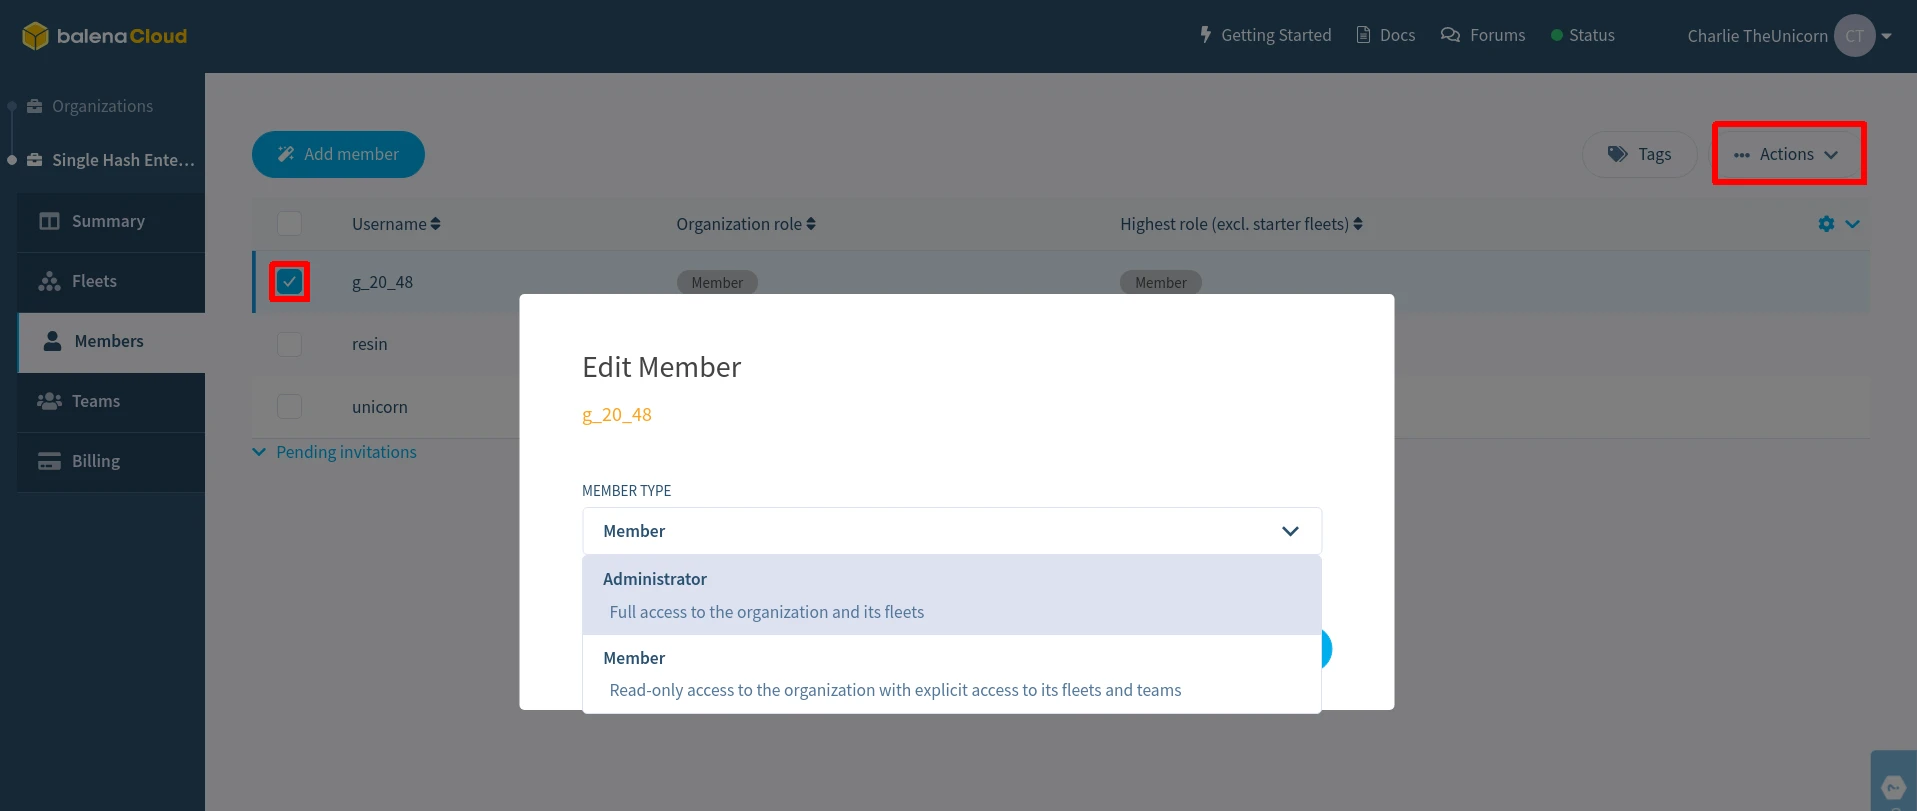 balenaCloud
Getting Started
Docs
Forums
Status
Charlie TheUnicorn
CT
Organizations
Single Hash Ente...
Summary
Fleets
Members
Teams
Billing
Add member
Tags
Actions
Username
Organization role
Highest role (excl. starter fleets)
g_20_48
Member
Member
resin
unicorn
Pending invitations
Edit Member
g_20_48
MEMBER TYPE
Member
Administrator
Full access to the organization and its fleets
Member
Read-only access to the organization with explicit access to its fleets and teams